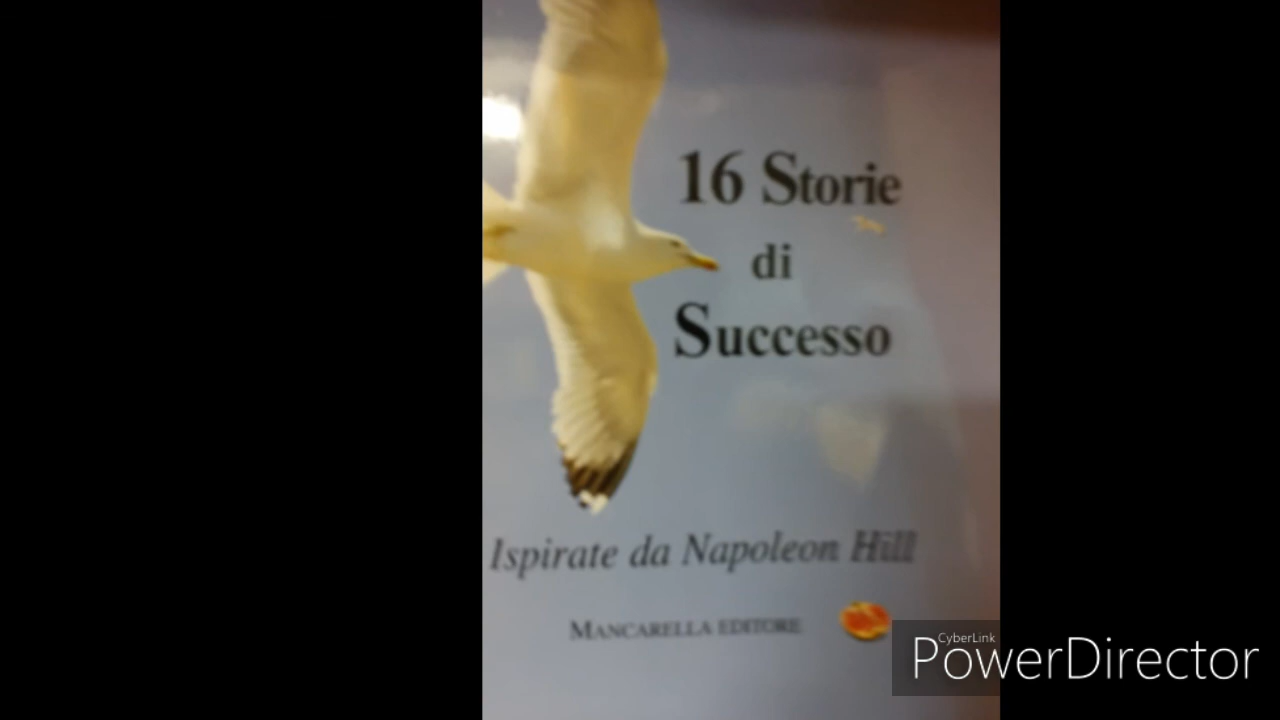 16 Storie
di
Successo
Ispirate da Napoleon Hill
MANCARELLA EDITORE
CyberLink
PowerDirector